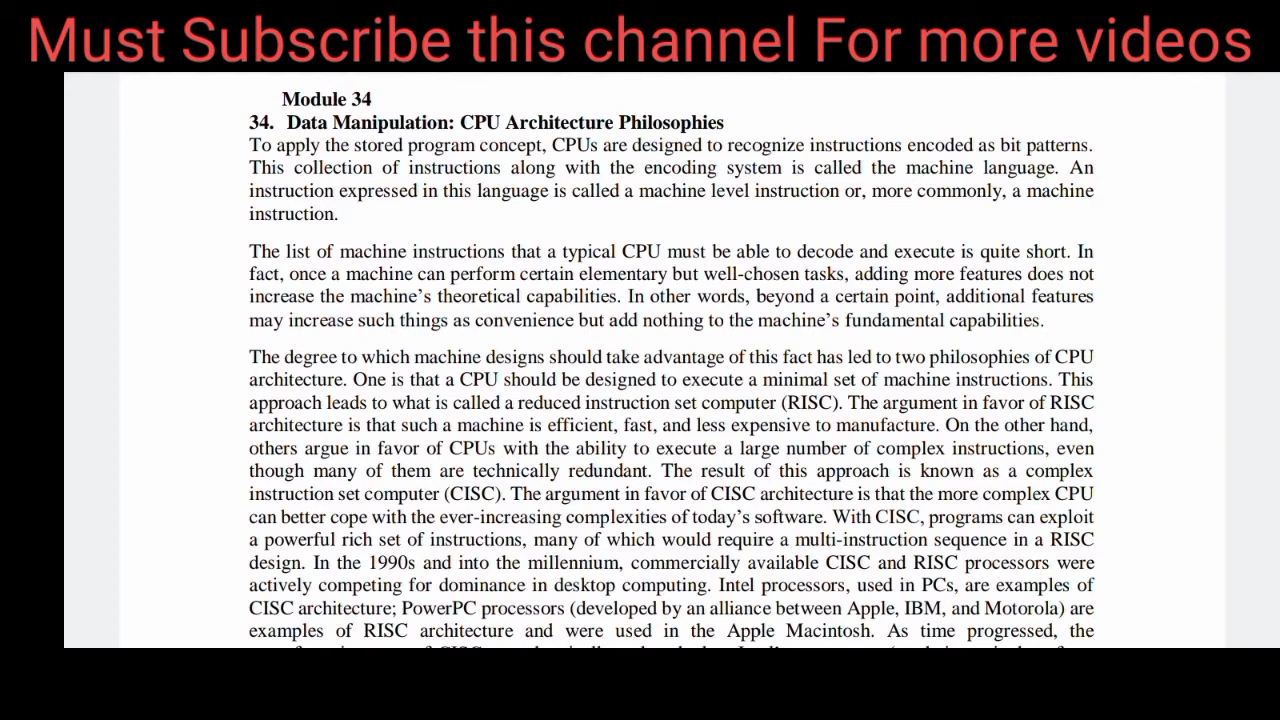 Must Subscribe this channel For more videos
Module 34
34. Data Manipulation: CPU Architecture Philosophies
To apply the stored program concept, CPUs are designed to recognize instructions encoded as bit patterns.
This collection of instructions along with the encoding system is called the machine language. An
instruction expressed in this language is called a machine level instruction or, more commonly, a machine
instruction.
The list of machine instructions that a typical CPU must be able to decode and execute is quite short. In
fact, once a machine can perform certain elementary but well-chosen tasks, adding more features does not
increase the machine's theoretical capabilities. In other words, beyond a certain point, additional features
may increase such things as convenience but add nothing to the machine's fundamental capabilities.
The degree to which machine designs should take advantage of this fact has led to two philosophies of CPU
architecture. One is that a CPU should be designed to execute a minimal set of machine instructions. This
approach leads to what is called a reduced instruction set computer (RISC). The argument in favor of RISC
architecture is that such a machine is efficient, fast, and less expensive to manufacture. On the other hand,
others argue in favor of CPUs with the ability to execute a large number of complex instructions, even
though many of them are technically redundant. The result of this approach is known as a complex
instruction set computer (CISC). The argument in favor of CISC architecture is that the more complex CPU
can better cope with the ever-increasing complexities of today's software. With CISC, programs can exploit
a powerful rich set of instructions, many of which would require a multi-instruction sequence in a RISC
design. In the 1990s and into the millennium, commercially available CISC and RISC processors were
actively competing for dominance in desktop computing. Intel processors, used in PCs, are examples of
CISC architecture; PowerPC processors (developed by an alliance between Apple, IBM, and Motorola) are
examples of RISC architecture and were used in the Apple Macintosh. As time progressed, the